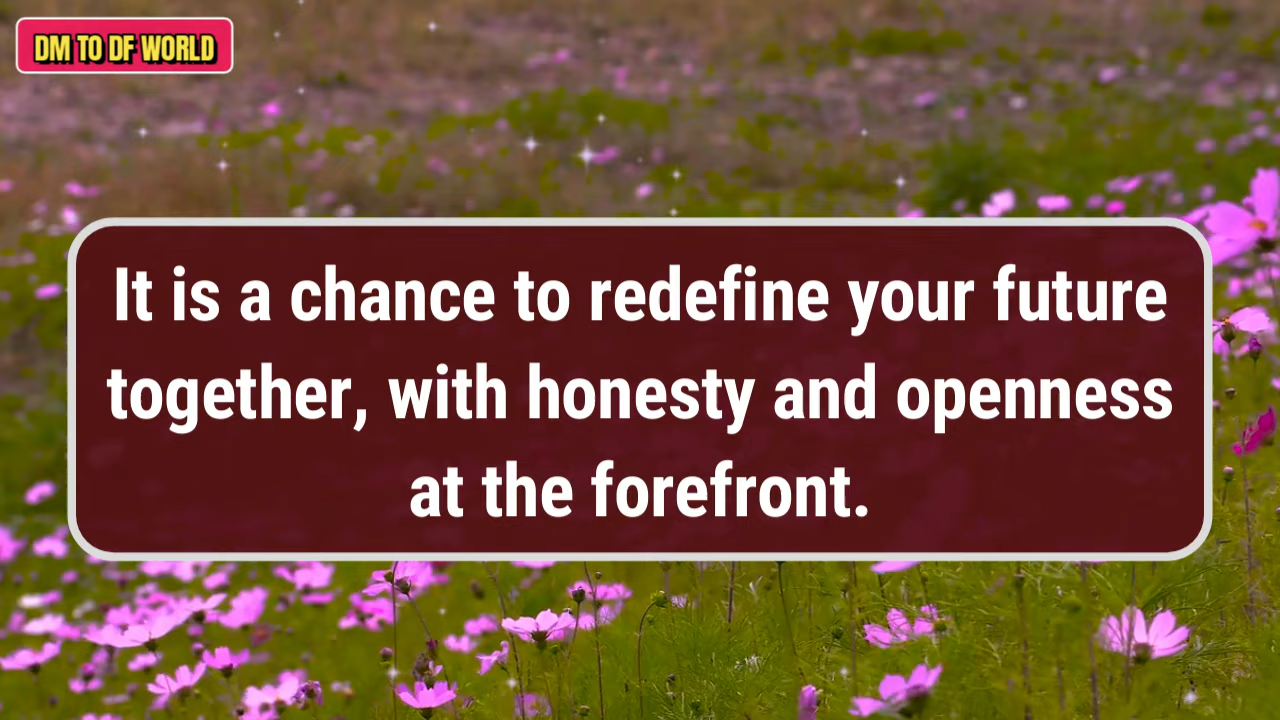 DM TO DF WORLD
It is a chance to redefine your future
together, with honesty and openness
at the forefront.